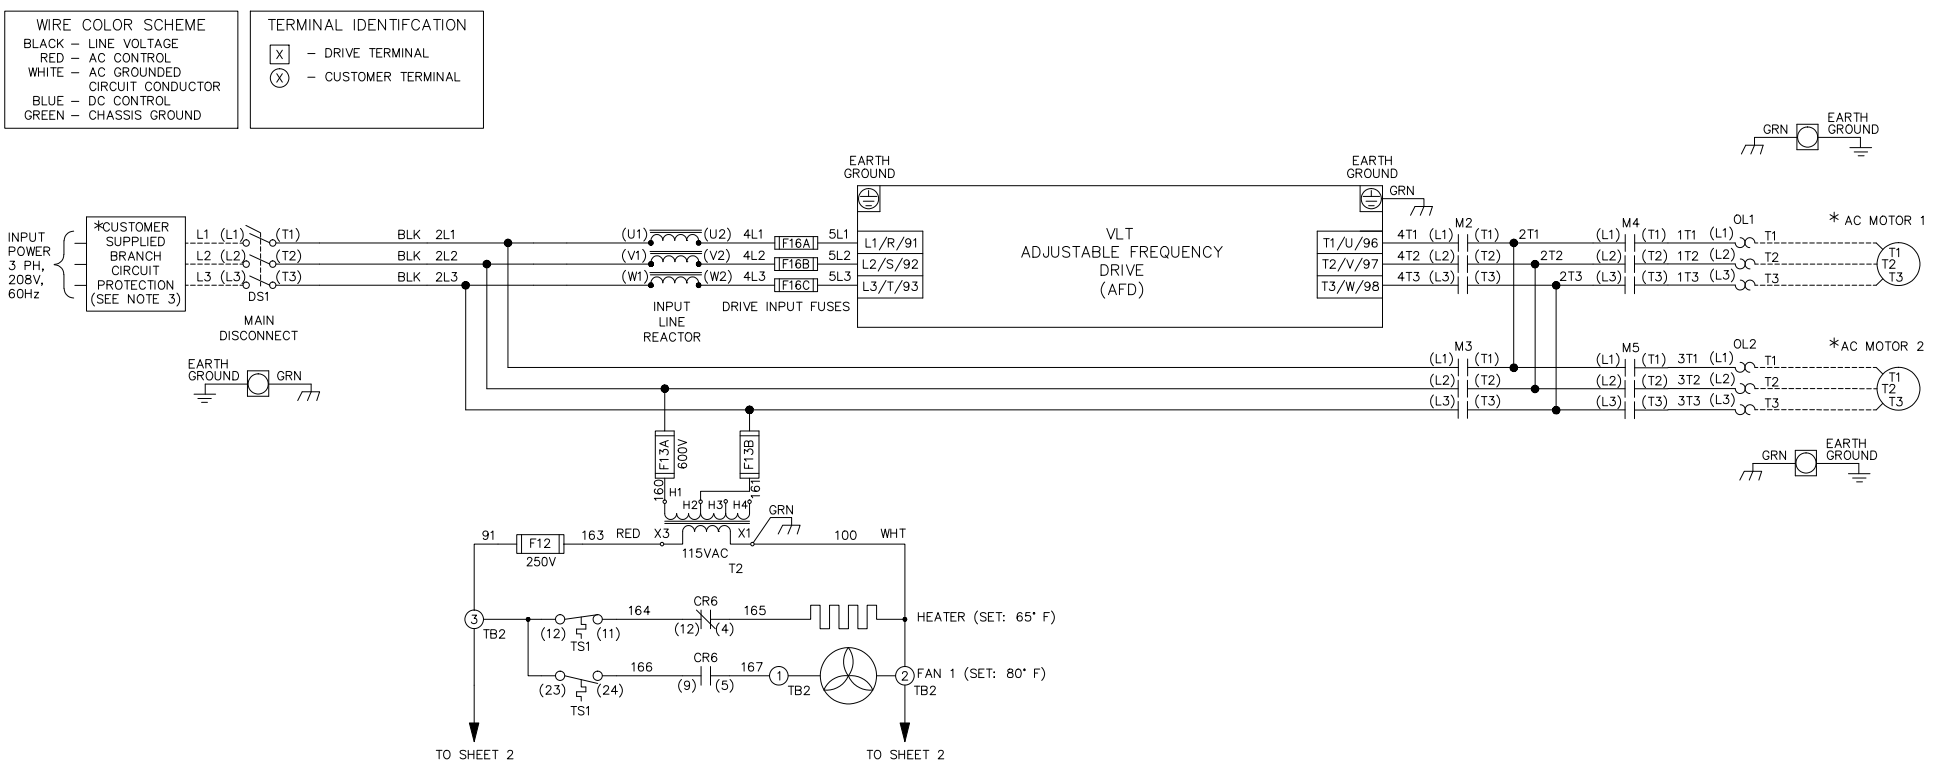 WIRE COLOR SCHEME
BLACK – LINE VOLTAGE
RED – AC CONTROL
WHITE – AC GROUNDED
CIRCUIT CONDUCTOR
BLUE – DC CONTROL
GREEN – CHASSIS GROUND
TERMINAL IDENTIFCATION
X – DRIVE TERMINAL
X – CUSTOMER TERMINAL
INPUT
POWER
3 PH,
208V,
60Hz
*CUSTOMER
SUPPLIED
BRANCH
CIRCUIT
PROTECTION
(SEE NOTE 3)
L1 (L1) (T1) BLK 2L1 (U1) (U2) 4L1 F16A 5L1 L1/R/91
L2 (L2) (T2) BLK 2L2 (V1) (V2) 4L2 F16B 5L2 L2/S/92
L3 (L3) (T3) BLK 2L3 (W1) (W2) 4L3 F16C 5L3 L3/T/93
DS1
MAIN
DISCONNECT
INPUT
LINE
REACTOR
DRIVE INPUT FUSES
EARTH
GROUND
GRN
EARTH
GROUND
VLT
ADJUSTABLE FREQUENCY
DRIVE
(AFD)
EARTH
GROUND
GRN
GRN
EARTH
GROUND
M2 M4 OL1 * AC MOTOR 1
T1/U/96 4T1 (L1) (T1) 2T1 (L1) (T1) 1T1 (L1) T1 T1
T2/V/97 4T2 (L2) (T2) 2T2 (L2) (T2) 1T2 (L2) T2 T2
T3/W/98 4T3 (L3) (T3) 2T3 (L3) (T3) 1T3 (L3) T3 T3
M3 M5 OL2 *AC MOTOR 2
(L1) (T1) (L1) (T1) 3T1 (L1) T1 T1
(L2) (T2) (L2) (T2) 3T2 (L2) T2 T2
(L3) (T3) (L3) (T3) 3T3 (L3) T3 T3
GRN
EARTH
GROUND
F13A
600V
F13B
160
161
H1
H2 H3 H4
GRN
91 F12 163 RED X3 X1 100 WHT
250V
115VAC
T2
3
TB2
164 CR6 165
(12) (11) (12) (4)
TS1
HEATER (SET: 65° F)
166 CR6 167
(23) (24) (9) (5)
TS1
1
TB2
2
TB2
FAN 1 (SET: 80° F)
TO SHEET 2
TO SHEET 2